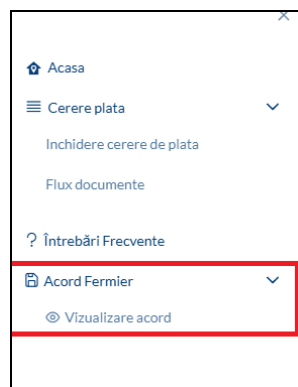 Acasa
Cerere plata
Inchidere cerere de plata
Flux documente
? Întrebări Frecvente
Acord Fermier
Vizualizare acord